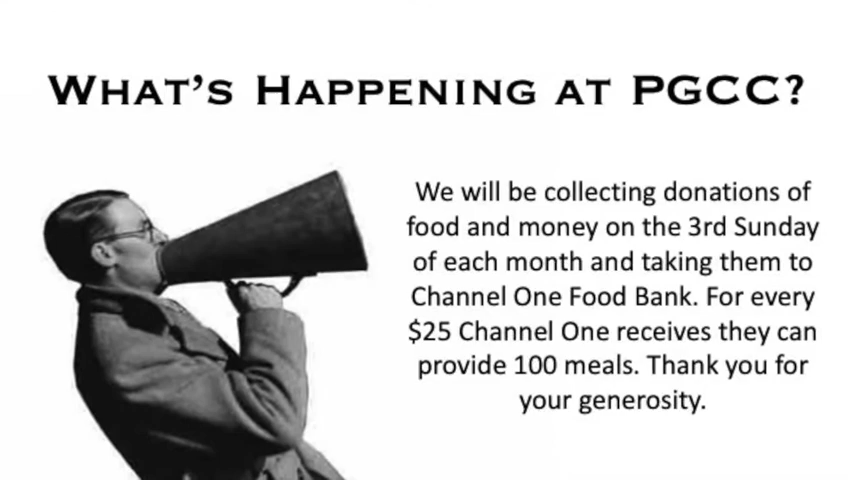 WHAT'S HAPPENING AT PGCC?
We will be collecting donations of
food and money on the 3rd Sunday
of each month and taking them to
Channel One Food Bank. For every
$25 Channel One receives they can
provide 100 meals. Thank you for
your generosity.